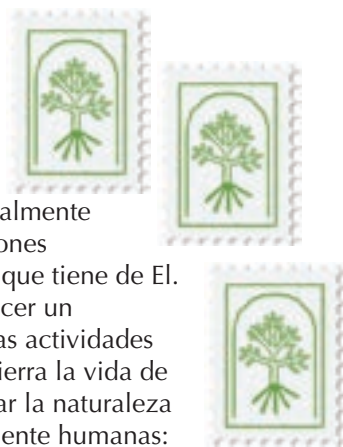 almente
ones
que tiene de El.
cer un
as actividades
ierra la vida de
ar la naturaleza
ente humanas: